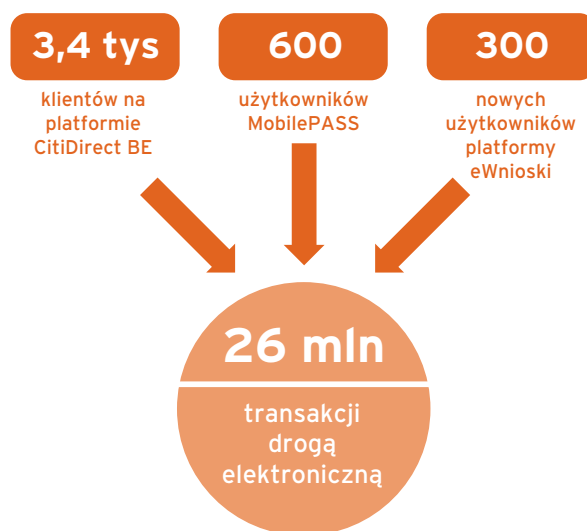 3,4 tys
klientów na
platformie
CitiDirect BE
600
użytkowników
MobilePASS
300
nowych
użytkowników
platformy
eWnioski
26 mln
transakcji
drogą
elektroniczną